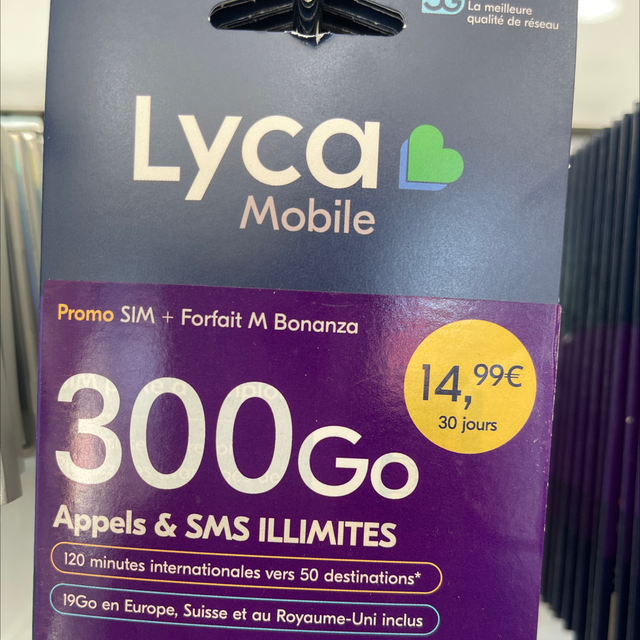 5G
La meilleure
qualité de réseau
Lyca
Mobile
Promo SIM + Forfait M Bonanza
14,99€
30 jours
300Go
Appels & SMS ILLIMITES
120 minutes internationales vers 50 destinations*
19Go en Europe, Suisse et au Royaume-Uni inclus